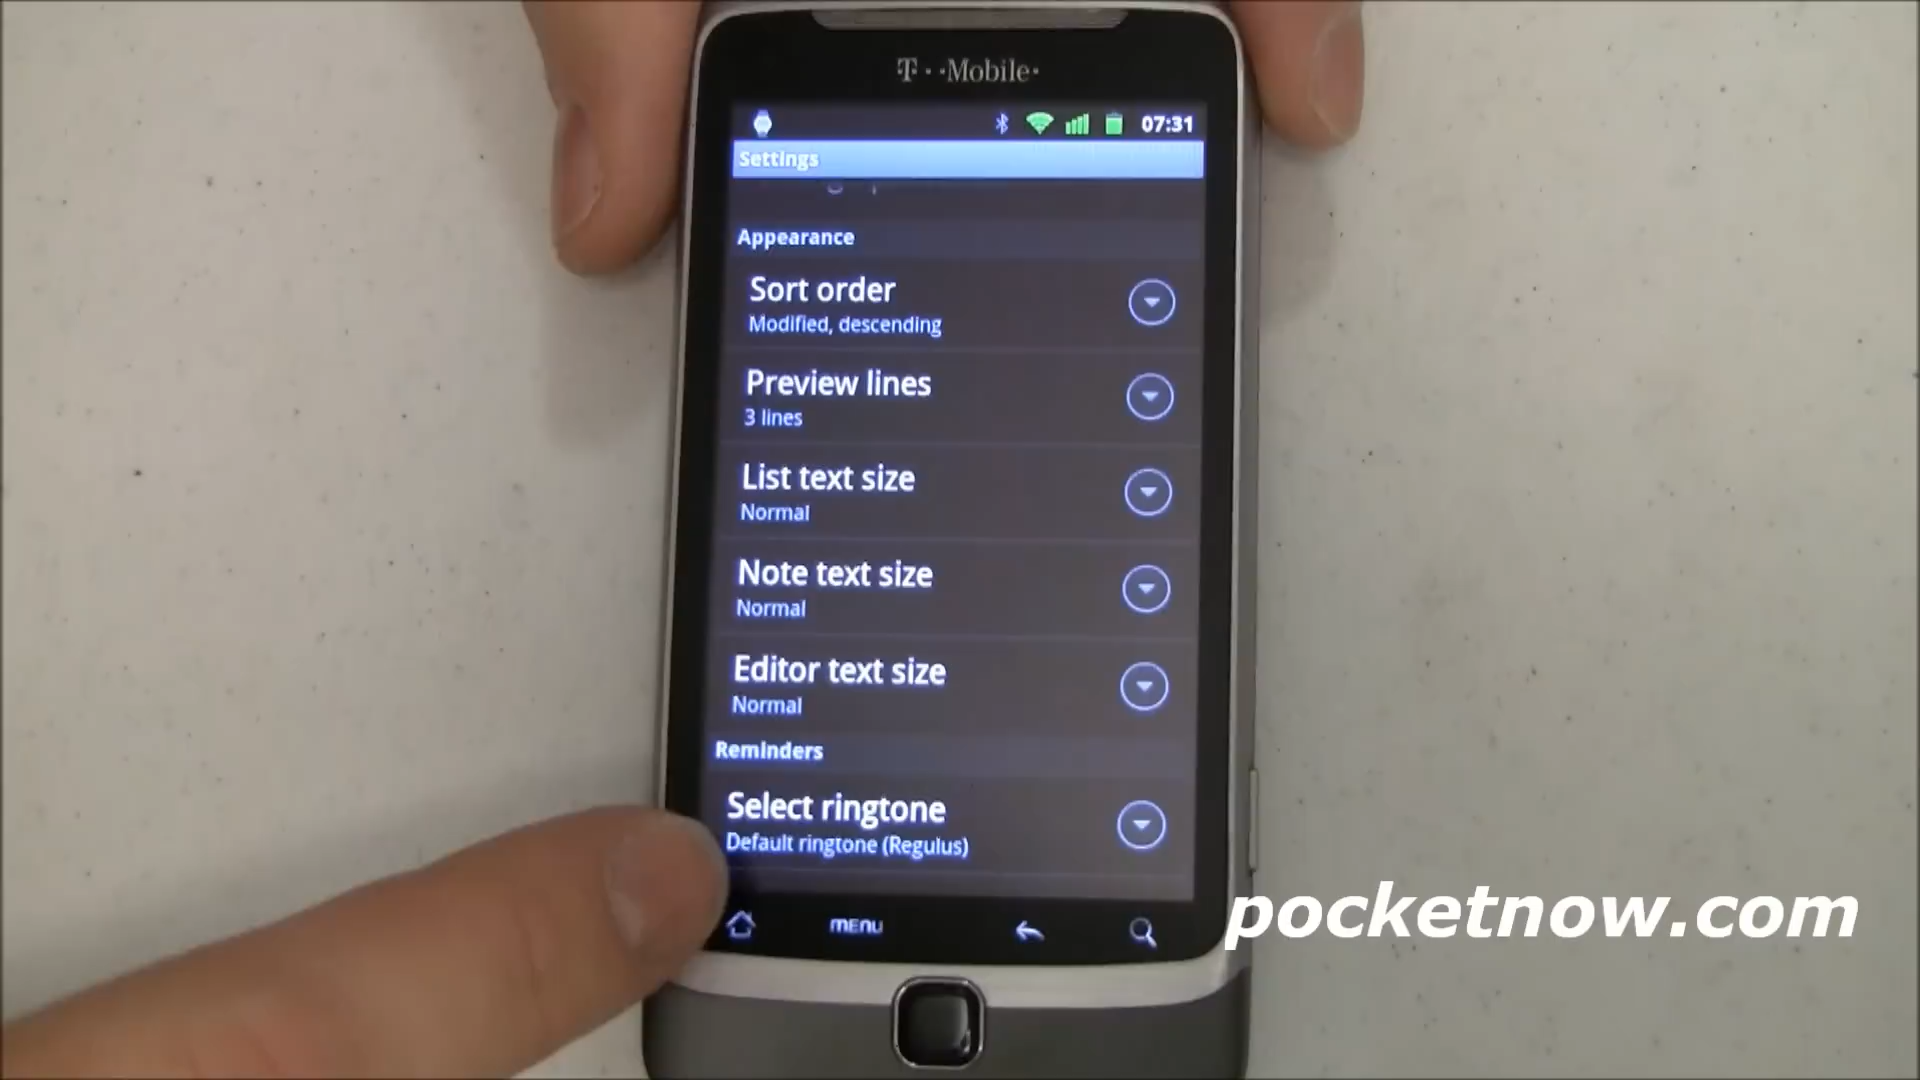 T··Mobile·
07:31
Settings
Appearance
Sort order
Modified, descending
Preview lines
3 lines
List text size
Normal
Note text size
Normal
Editor text size
Normal
Reminders
Select ringtone
Default ringtone (Regulus)
MENU
pocketnow.com